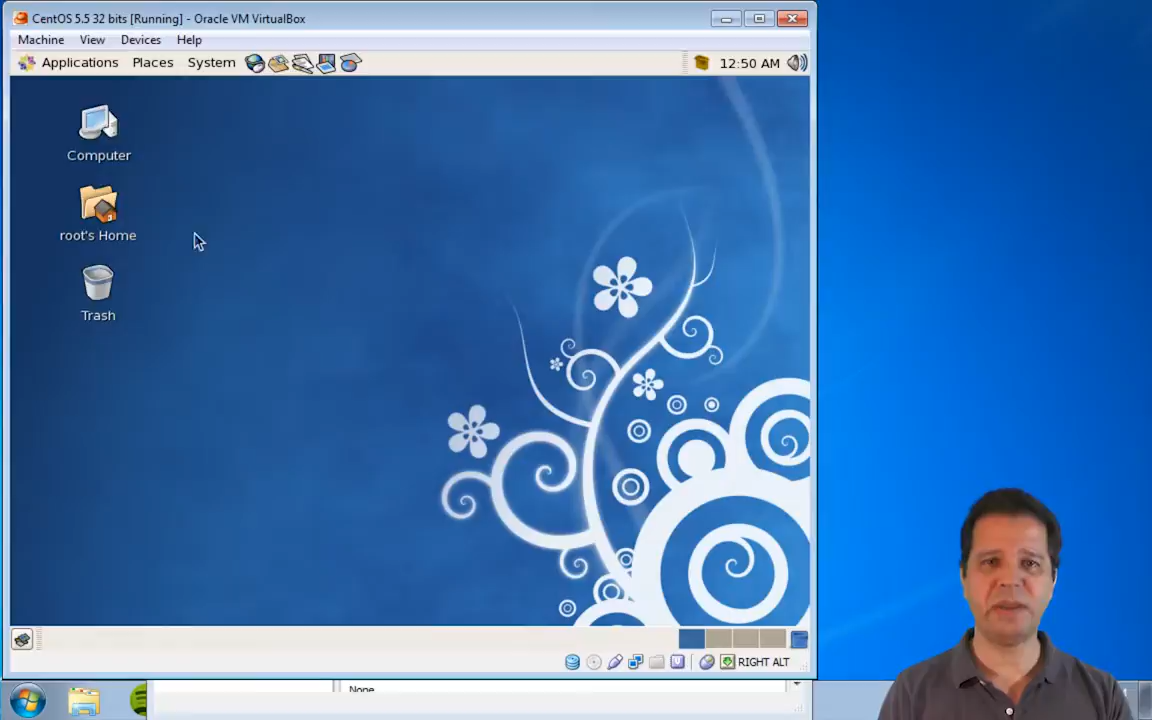 CentOS 5.5 32 bits [Running] - Oracle VM VirtualBox
Machine View Devices Help
Applications Places System 12:50 AM
Computer
root's Home
Trash
RIGHT ALT
None